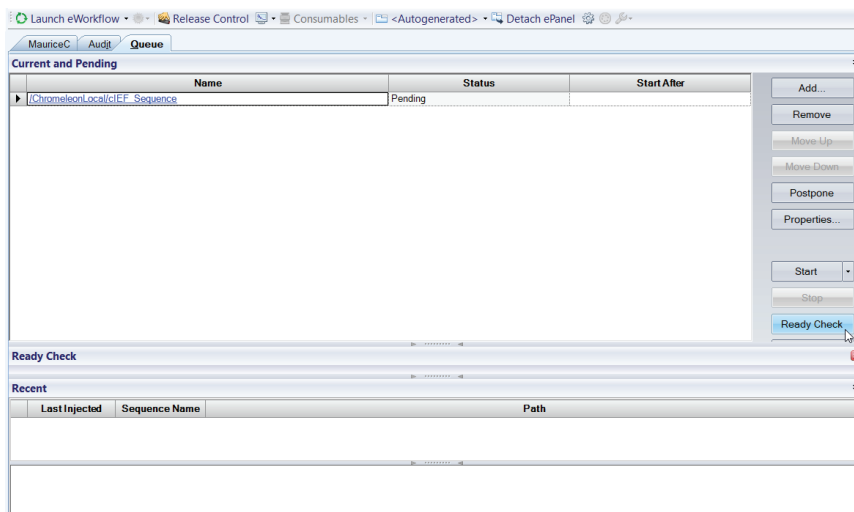 Launch eWorkflow Release Control Consumables <Autogenerated> Detach ePanel
MauriceC Audit Queue
Current and Pending
Name Status Start After
/ChromeleonLocal/cIEF_Sequence Pending
Add...
Remove
Move Up
Move Down
Postpone
Properties...
Start
Stop
Ready Check
Ready Check
Recent
Last Injected Sequence Name Path